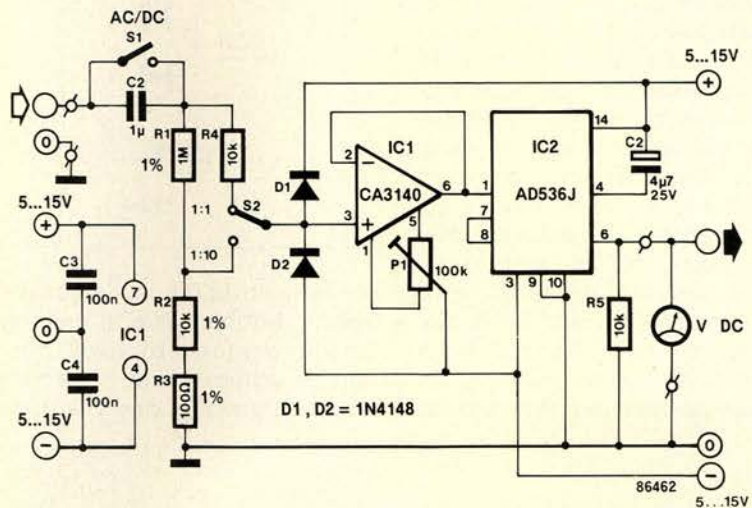 AC/DC
S1
C2
1μ
R1
1M
1%
R4
10k
1:1
S2
1:10
R2
10k
1%
R3
100Ω
1%
5...15V
+
C3
100n
7
0
IC1
C4
100n
4
5...15V
−
0
D1
D2
IC1
CA3140
2
−
3
+
6
5
1
P1
100k
IC2
AD536J
1
7
8
3
9
10
14
4
6
C2
4μ7
25V
5...15V
+
R5
10k
V DC
D1, D2 = 1N4148
0
−
86462
5...15V